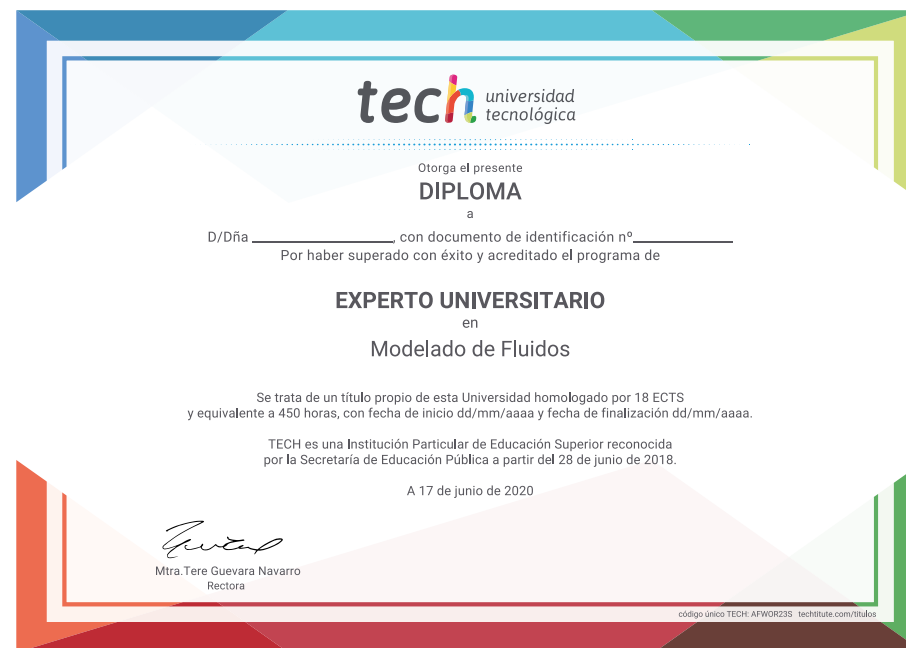 tech universidad
tecnológica
Otorga el presente
DIPLOMA
a
D/Dña ____________________, con documento de identificación nº______________
Por haber superado con éxito y acreditado el programa de
EXPERTO UNIVERSITARIO
en
Modelado de Fluidos
Se trata de un título propio de esta Universidad homologado por 18 ECTS
y equivalente a 450 horas, con fecha de inicio dd/mm/aaaa y fecha de finalización dd/mm/aaaa.
TECH es una Institución Particular de Educación Superior reconocida
por la Secretaría de Educación Pública a partir del 28 de junio de 2018.
A 17 de junio de 2020
Mtra.Tere Guevara Navarro
Rectora
código único TECH: AFWOR23S techtitute.com/titulos